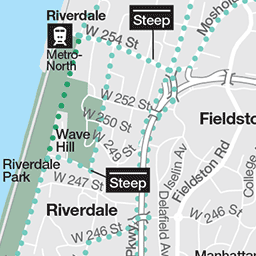 Riverdale
Steep
Mosholu
W 254 St
Metro-
North
W 252 St
W 250 St
Fieldston
Wave
Hill
W 249 St
Riverdale
Park
W 247 St
Steep
Iselin Av
Fieldston Rd
College
Riverdale
Delafield Av
W 246 St
W 246 St
Pkwy
Manhattan